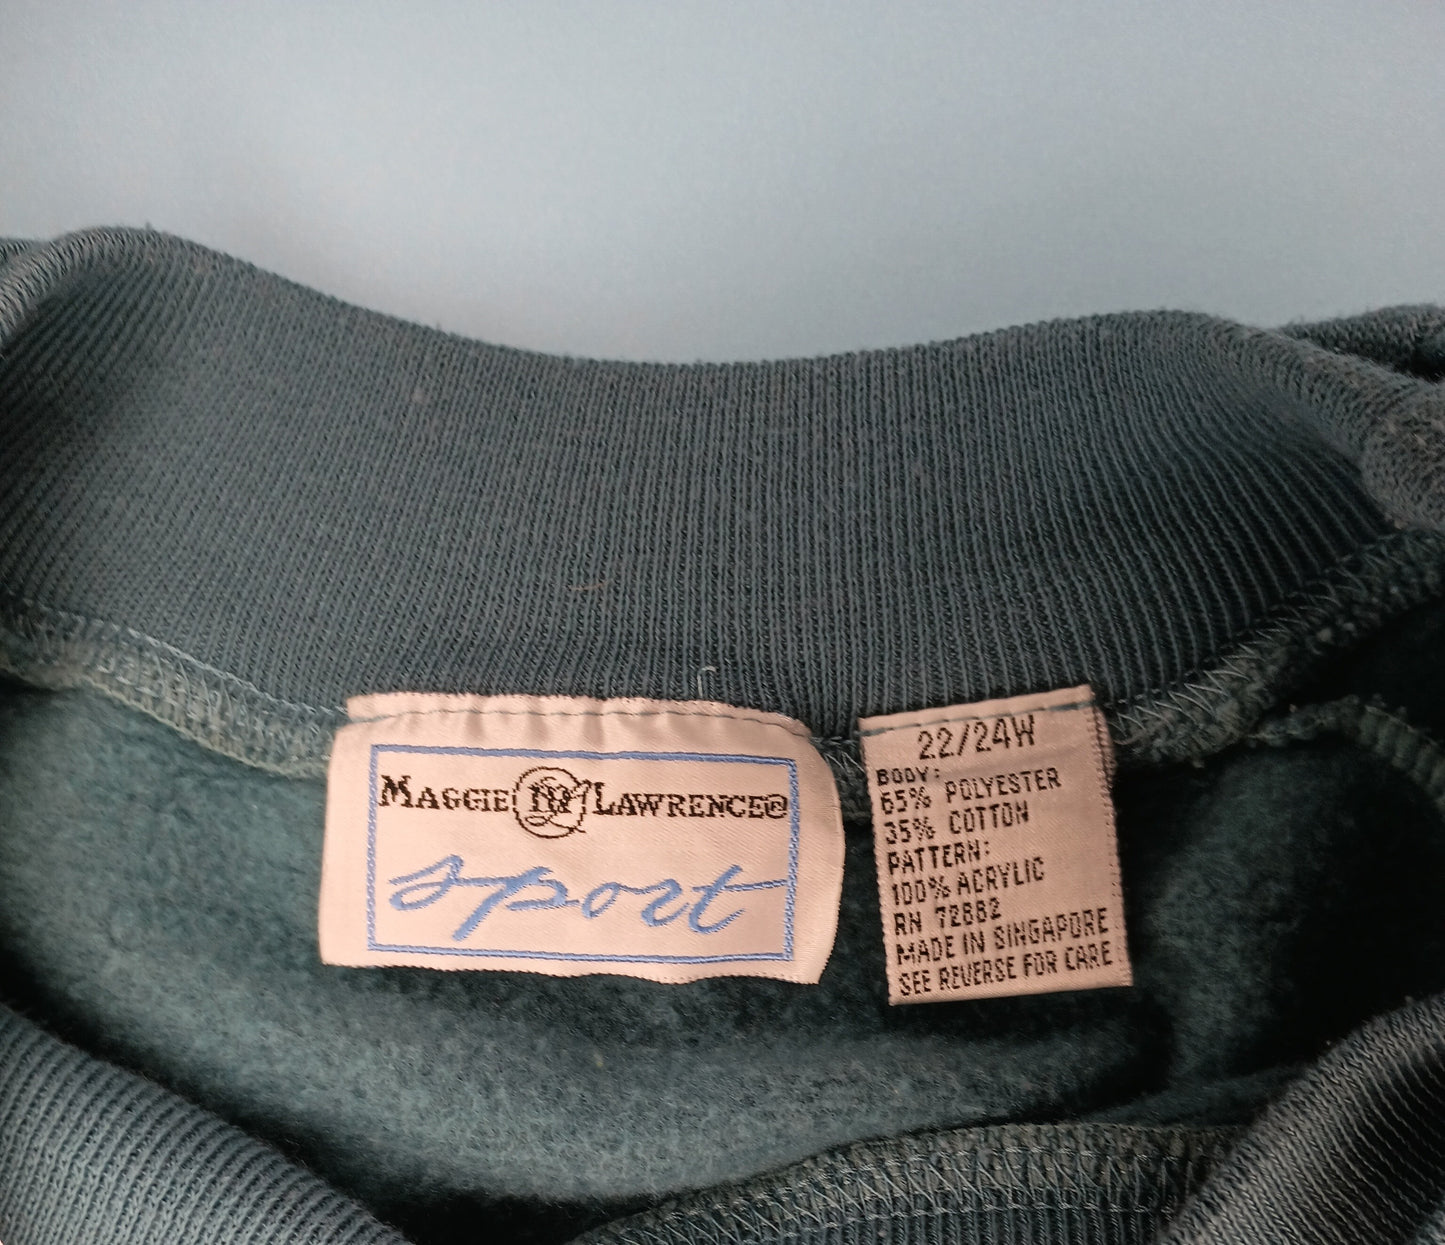 MAGGIE ML LAWRENCE®
sport
22/24W
BODY:
65% POLYESTER
35% COTTON
PATTERN:
100% ACRYLIC
RN 72882
MADE IN SINGAPORE
SEE REVERSE FOR CARE